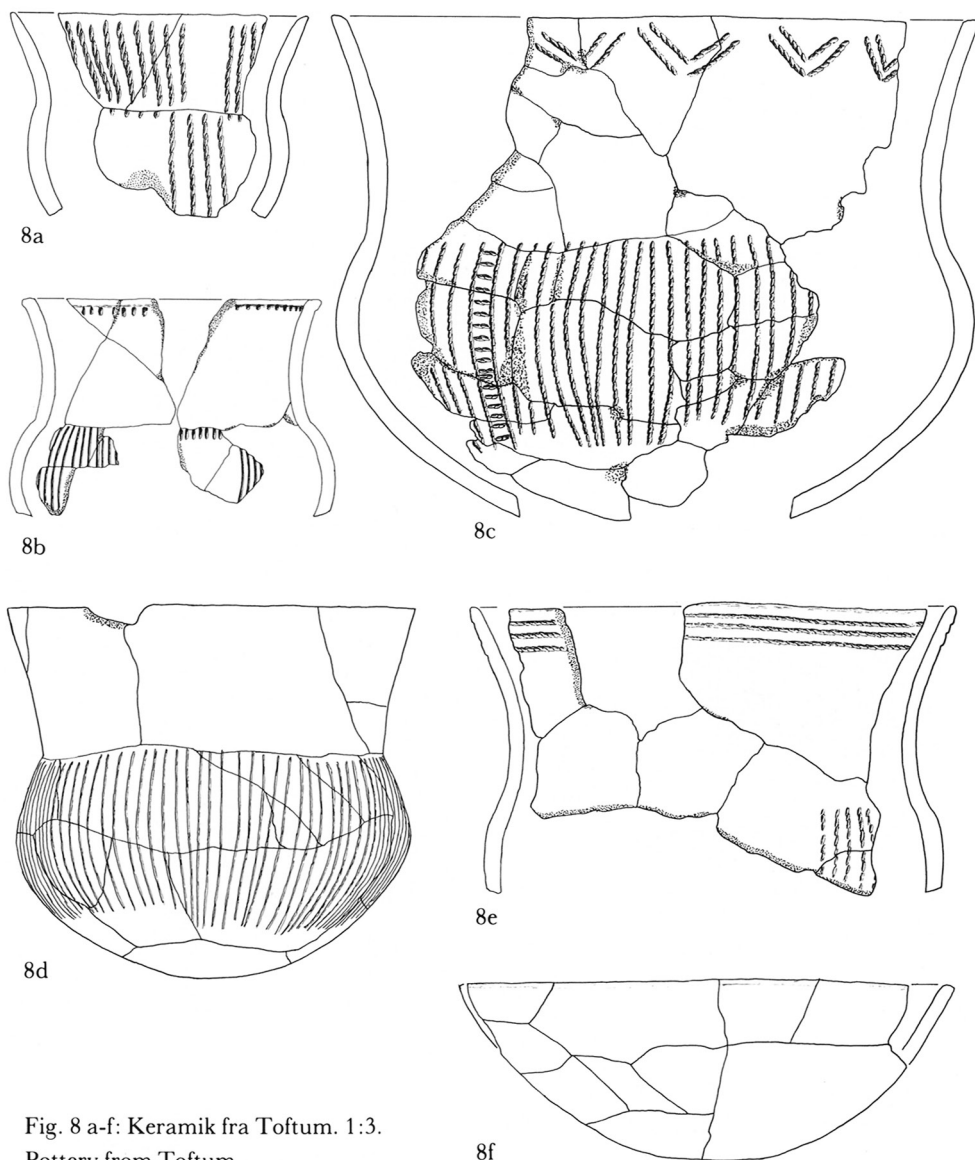 8a
8b
8c
8d
8e
Fig. 8 a-f: Keramik fra Toftum. 1:3.
Pottery from Toftum.
8f